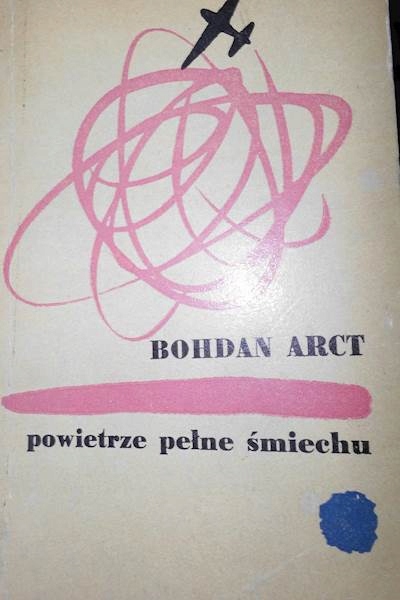 BOHDAN ARCT
powietrze pełne śmiechu